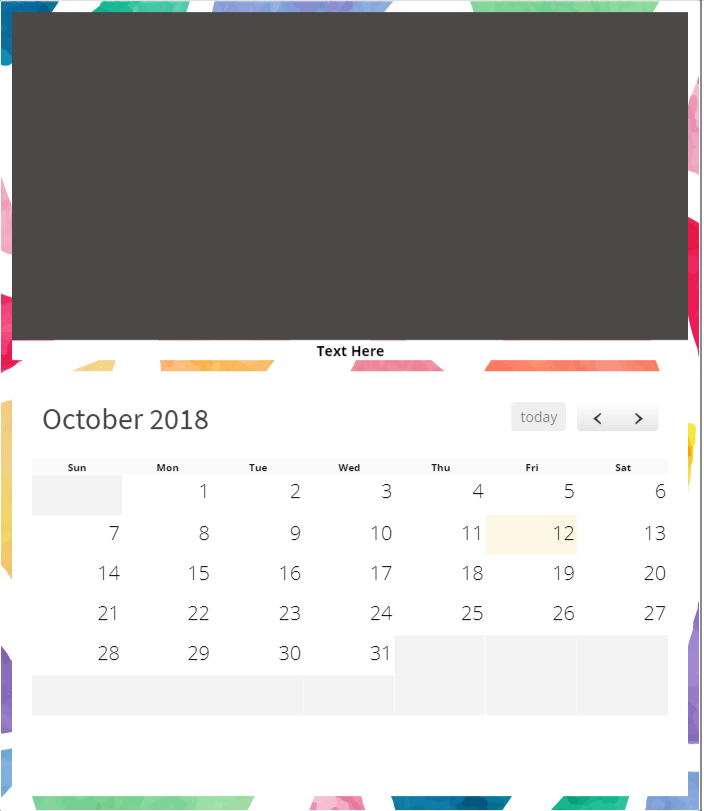 Text Here
October 2018
today
Sun Mon Tue Wed Thu Fri Sat
1 2 3 4 5 6
7 8 9 10 11 12 13
14 15 16 17 18 19 20
21 22 23 24 25 26 27
28 29 30 31